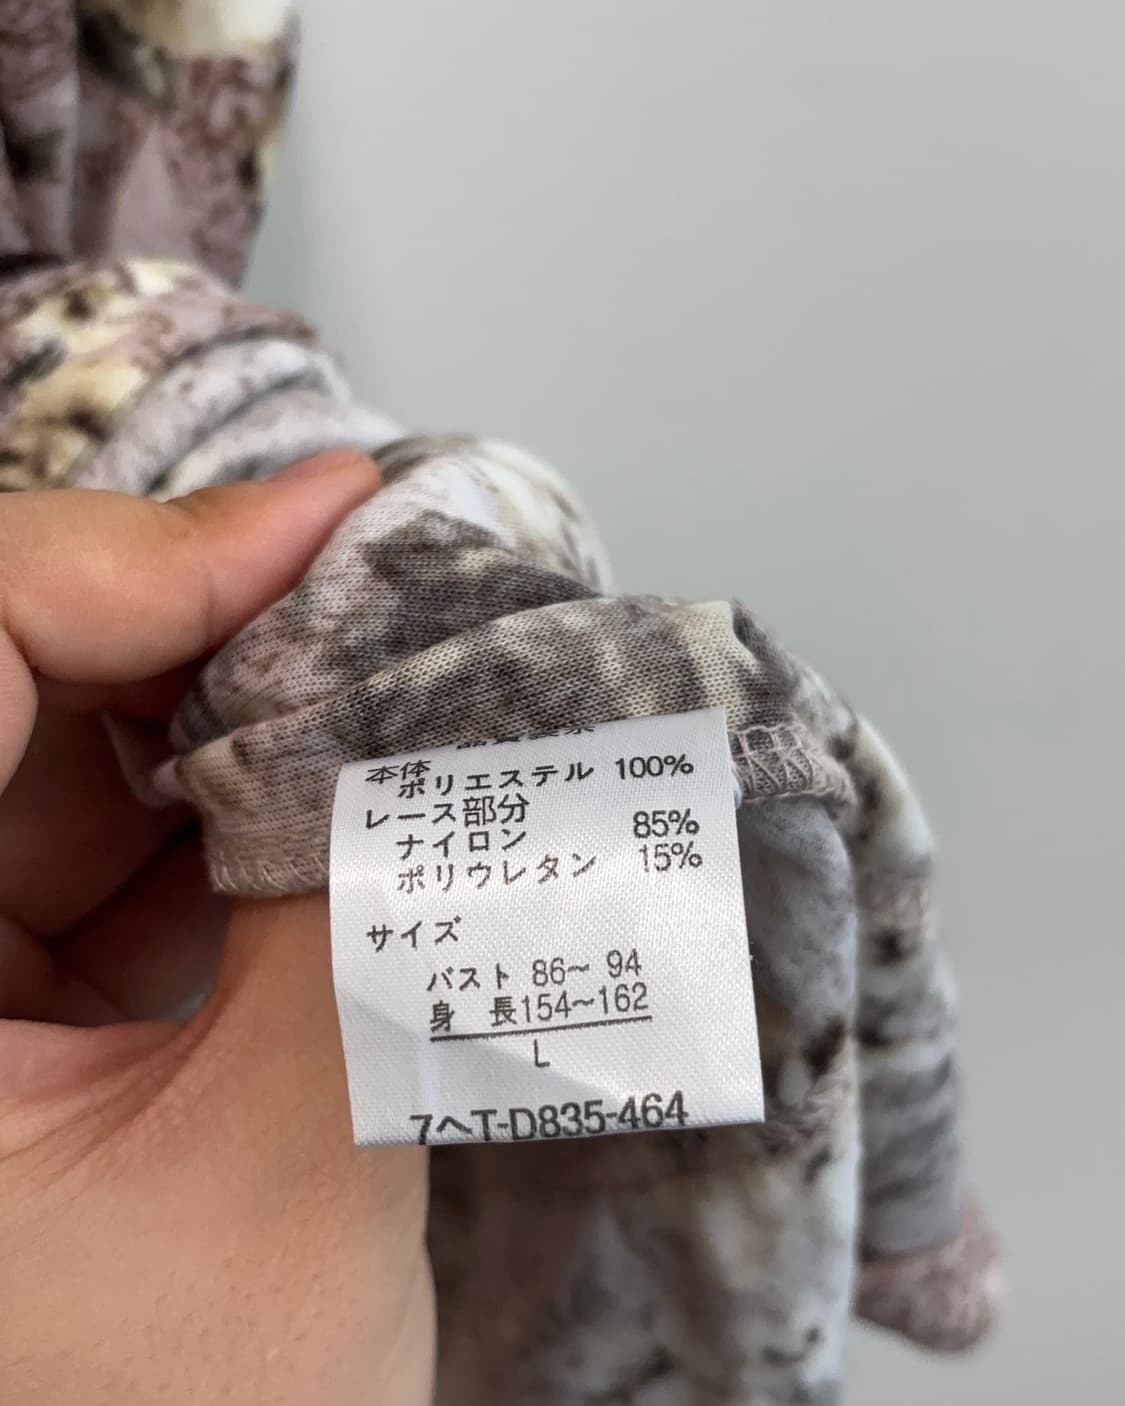 本体
ポリエステル 100%
レース部分
ナイロン 85%
ポリウレタン 15%
サイズ
バスト 86~ 94
身 長154~162
L
7ヘT-D835-464